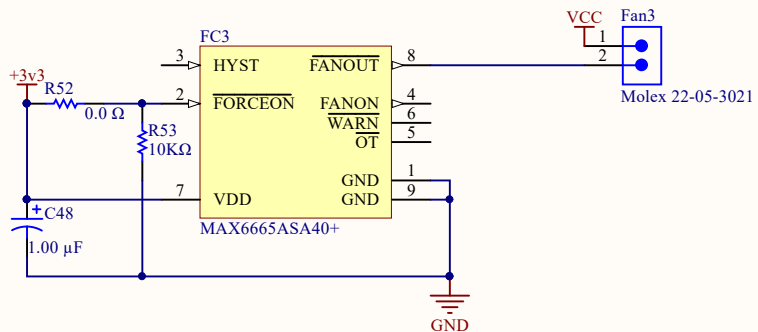 VCC
Fan3
FC3
1
3
HYST
FANOUT
8
2
+3v3
R52
2
FORCEON
FANON
4
Molex 22-05-3021
0.0 Ω
WARN
6
R53
OT
5
10KΩ
GND
1
7
VDD
GND
9
+
C48
MAX6665ASA40+
1.00 µF
GND